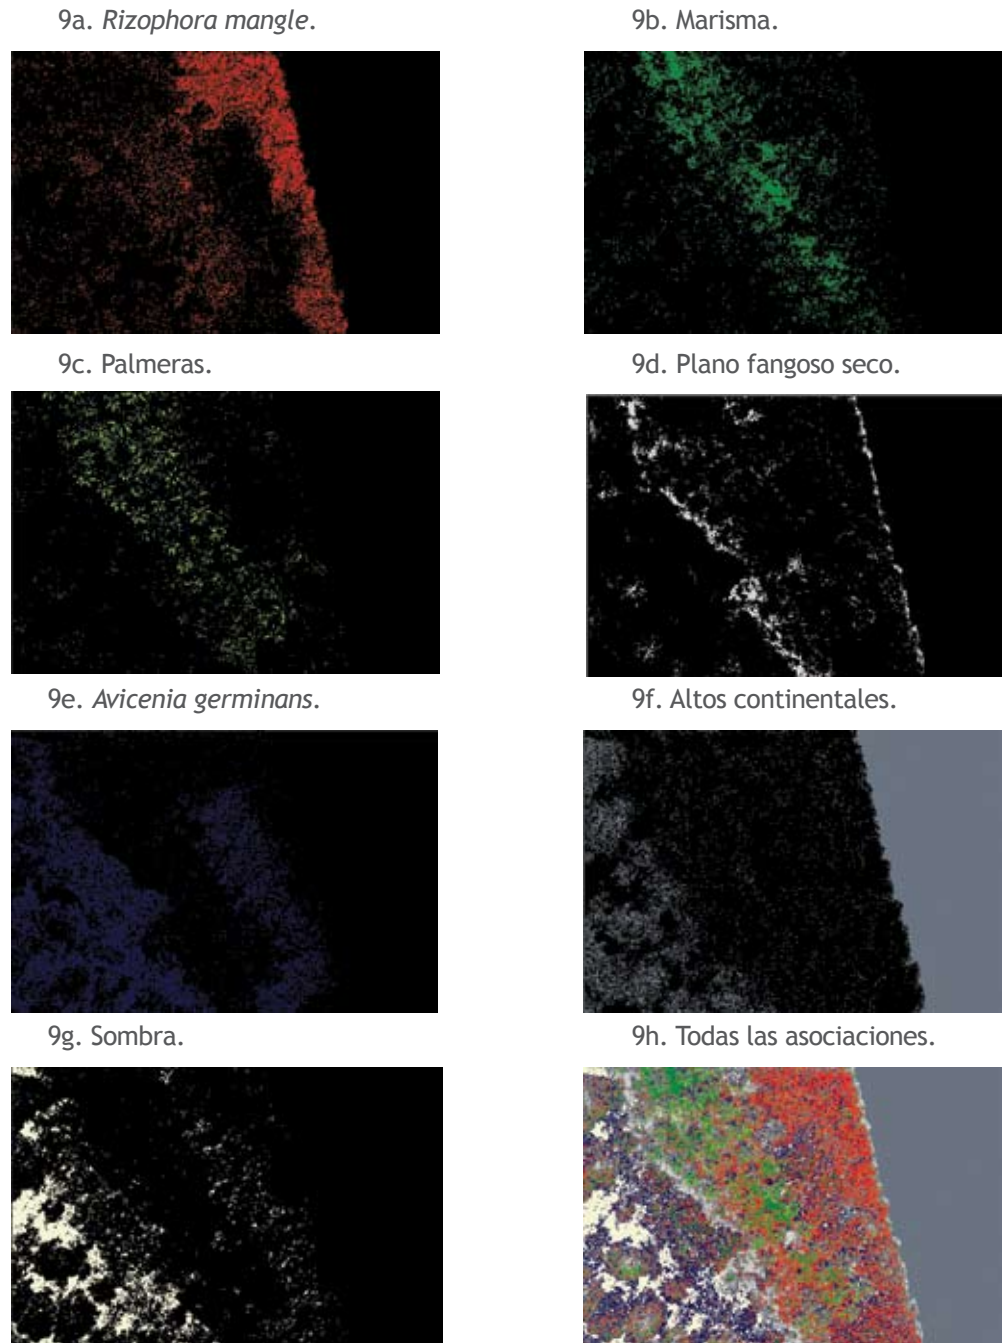 9a. Rizophora mangle.
9b. Marisma.
9c. Palmeras.
9d. Plano fangoso seco.
9e. Avicenia germinans.
9f. Altos continentales.
9g. Sombra.
9h. Todas las asociaciones.